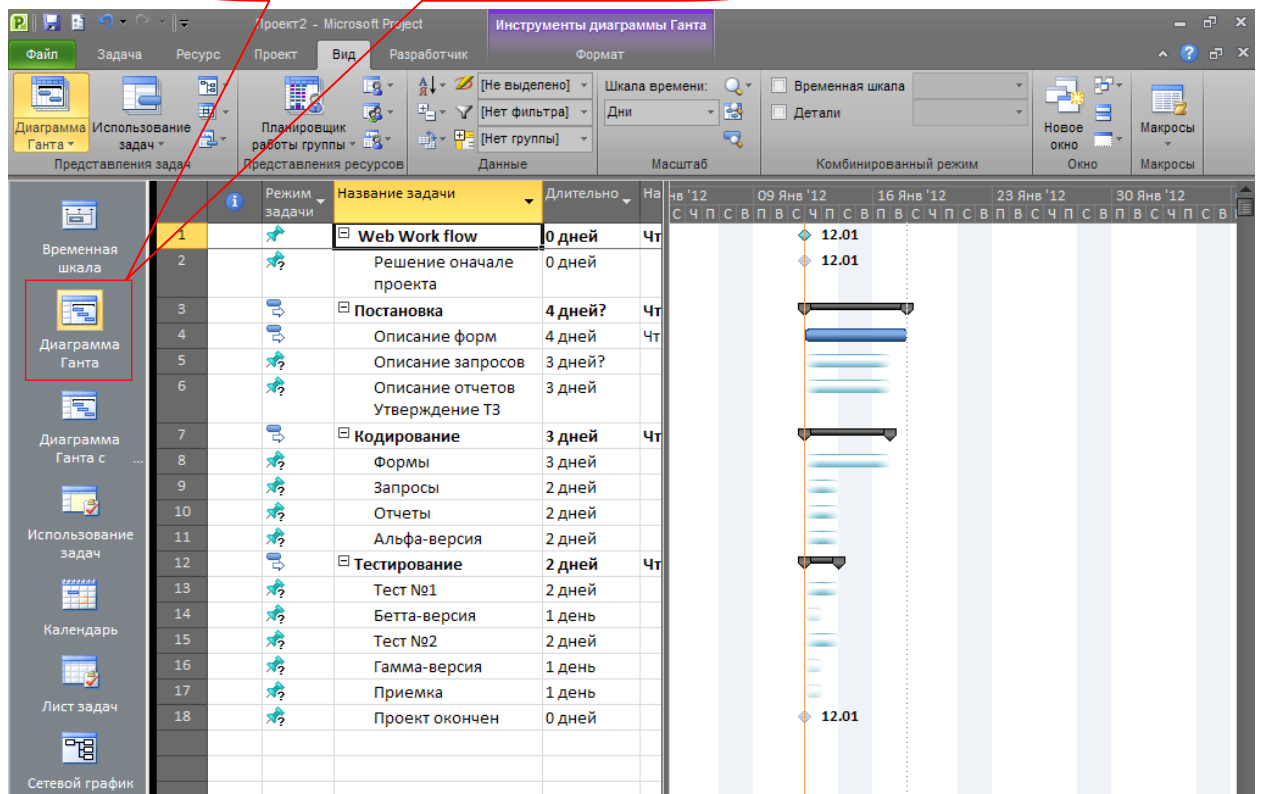 Проект2 - Microsoft Project
Инструменты диаграммы Ганта
Файл Задача Ресурс Проект Вид Разработчик Формат
Диаграмма Ганта
Использование задач
Представления задач
Планировщик работы группы
Представления ресурсов
[Не выделено]
[Нет фильтра]
[Нет группы]
Данные
Шкала времени:
Дни
Масштаб
Временная шкала
Детали
Комбинированный режим
Новое окно
Окно
Макросы
Макросы
Временная шкала
Диаграмма Ганта
Диаграмма Ганта с ...
Использование задач
Календарь
Лист задач
Сетевой график
Режим задачи Название задачи Длительно На
нв '12 09 Янв '12 16 Янв '12 23 Янв '12 30 Янв '12
С Ч П С В П В С Ч П С В П В С Ч П С В П В С Ч П С В П В С Ч П С В
1 Web Work flow 0 дней Чт 12.01
2 Решение оначале проекта 0 дней 12.01
3 Постановка 4 дней? Чт
4 Описание форм 4 дней Чт
5 Описание запросов 3 дней?
6 Описание отчетов Утверждение ТЗ 3 дней
7 Кодирование 3 дней Чт
8 Формы 3 дней
9 Запросы 2 дней
10 Отчеты 2 дней
11 Альфа-версия 2 дней
12 Тестирование 2 дней Чт
13 Тест №1 2 дней
14 Бетта-версия 1 день
15 Тест №2 2 дней
16 Гамма-версия 1 день
17 Приемка 1 день
18 Проект окончен 0 дней 12.01